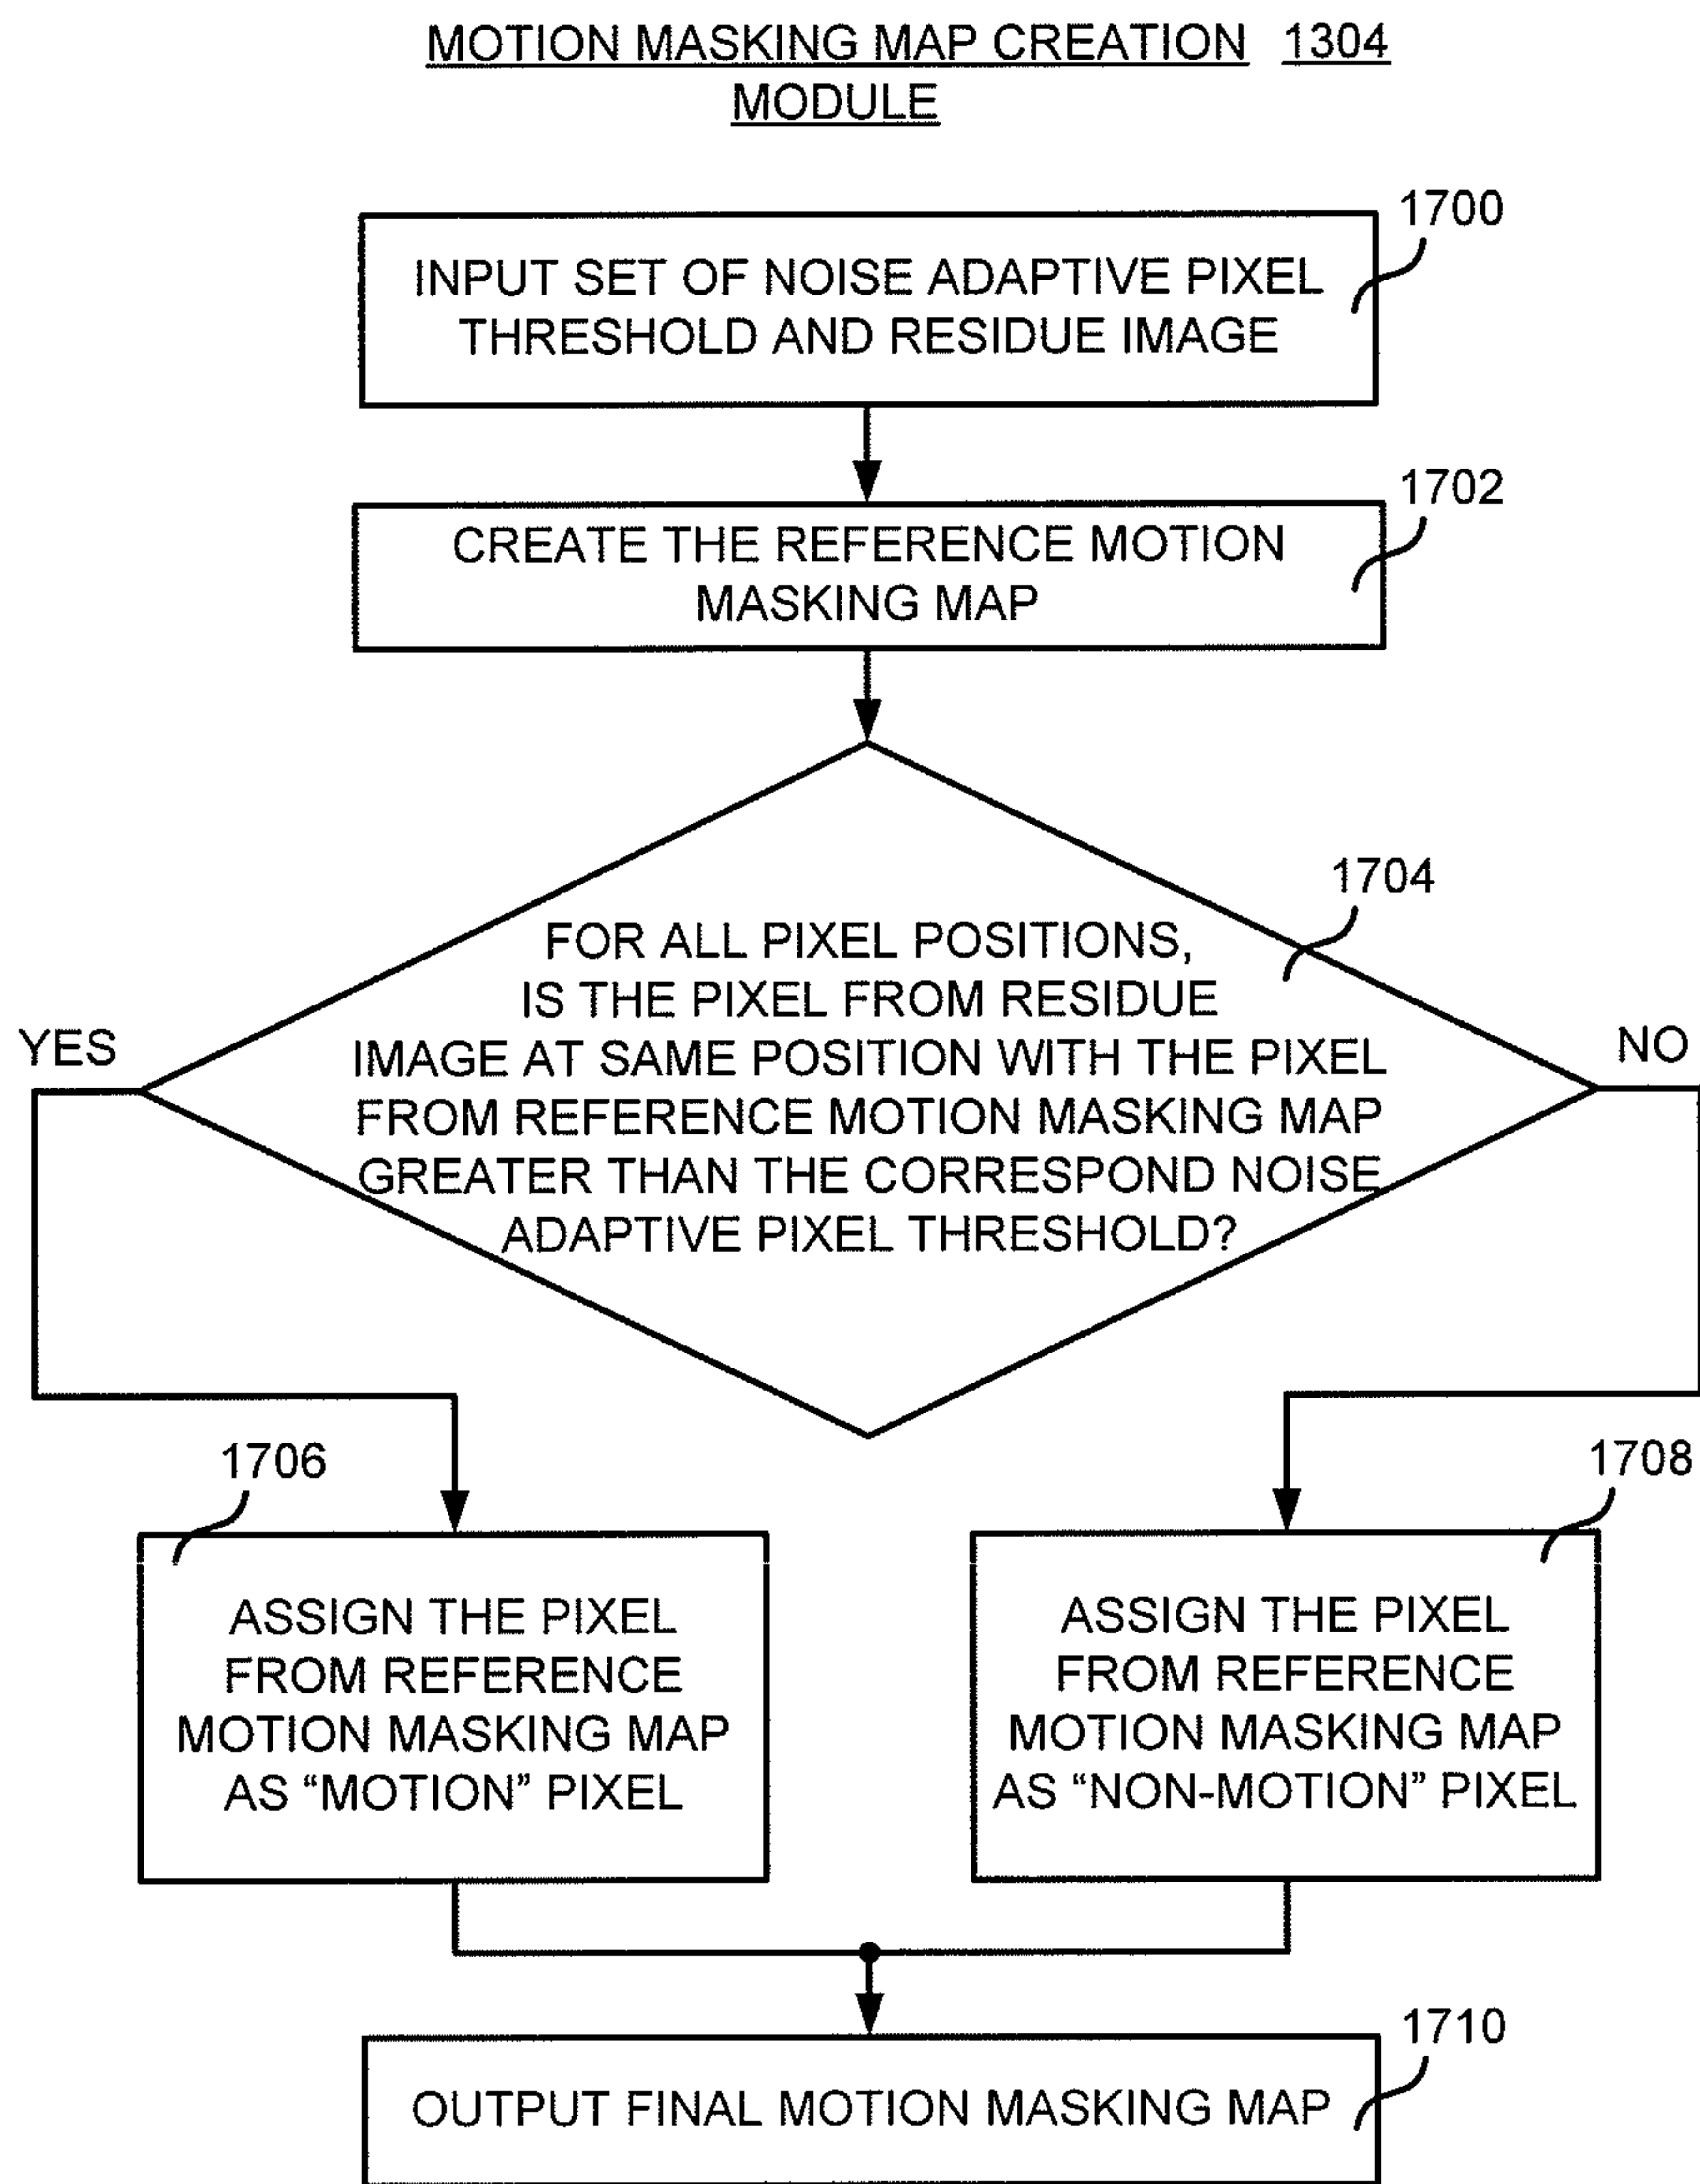 MOTION MASKING MAP CREATION 1304
MODULE
1700
INPUT SET OF NOISE ADAPTIVE PIXEL
THRESHOLD AND RESIDUE IMAGE
1702
CREATE THE REFERENCE MOTION
MASKING MAP
1704
FOR ALL PIXEL POSITIONS,
IS THE PIXEL FROM RESIDUE
IMAGE AT SAME POSITION WITH THE PIXEL
FROM REFERENCE MOTION MASKING MAP
GREATER THAN THE CORRESPOND NOISE
ADAPTIVE PIXEL THRESHOLD?
YES
NO
1706
ASSIGN THE PIXEL
FROM REFERENCE
MOTION MASKING MAP
AS “MOTION” PIXEL
1708
ASSIGN THE PIXEL
FROM REFERENCE
MOTION MASKING MAP
AS “NON-MOTION” PIXEL
1710
OUTPUT FINAL MOTION MASKING MAP